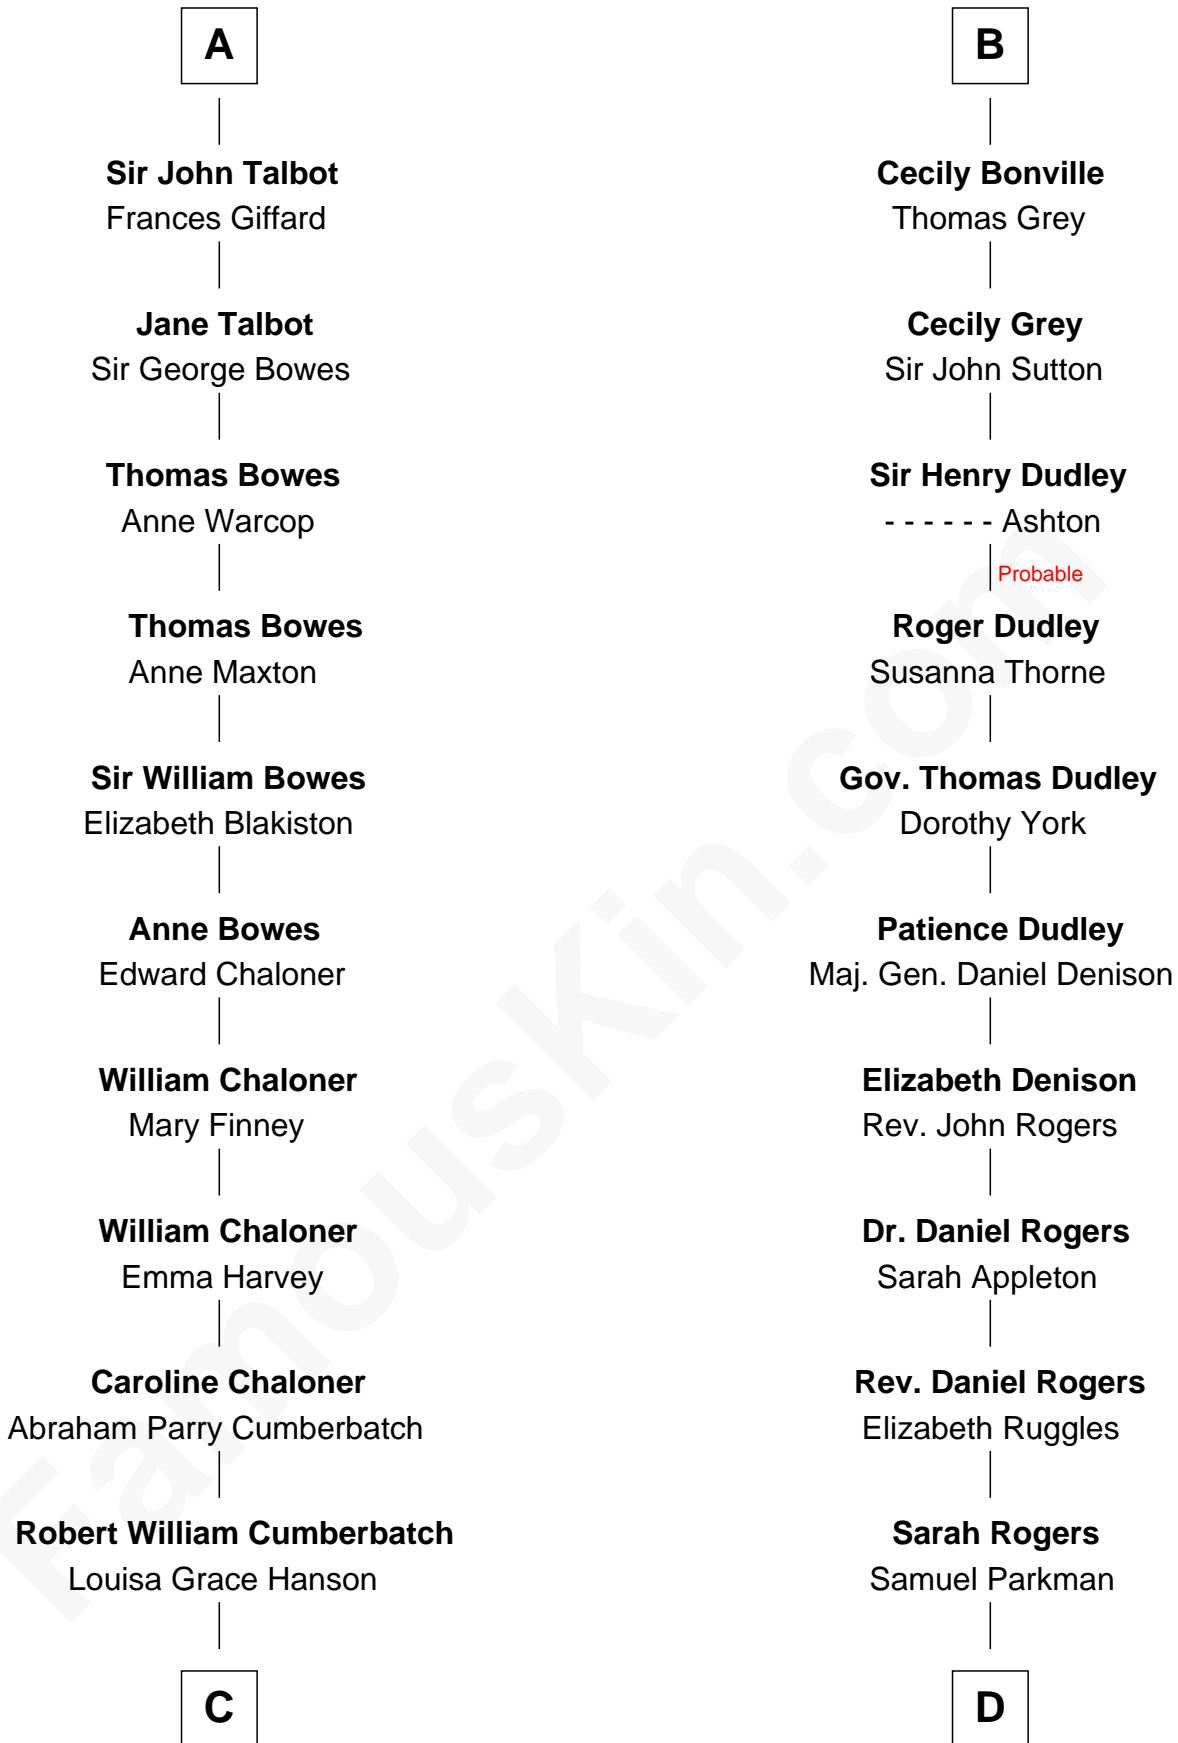 A
Sir John Talbot
Frances Giffard
Jane Talbot
Sir George Bowes
Thomas Bowes
Anne Warcop
Thomas Bowes
Anne Maxton
Sir William Bowes
Elizabeth Blakiston
Anne Bowes
Edward Chaloner
William Chaloner
Mary Finney
William Chaloner
Emma Harvey
Caroline Chaloner
Abraham Parry Cumberbatch
Robert William Cumberbatch
Louisa Grace Hanson
C
B
Cecily Bonville
Thomas Grey
Cecily Grey
Sir John Sutton
Sir Henry Dudley
- - - - - - Ashton
Probable
Roger Dudley
Susanna Thorne
Gov. Thomas Dudley
Dorothy York
Patience Dudley
Maj. Gen. Daniel Denison
Elizabeth Denison
Rev. John Rogers
Dr. Daniel Rogers
Sarah Appleton
Rev. Daniel Rogers
Elizabeth Ruggles
Sarah Rogers
Samuel Parkman
D
FamousKin.com